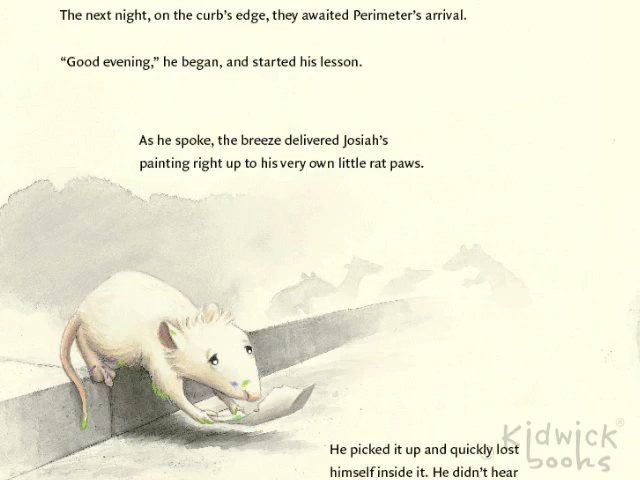 The next night, on the curb’s edge, they awaited Perimeter’s arrival.
“Good evening,” he began, and started his lesson.
As he spoke, the breeze delivered Josiah’s
painting right up to his very own little rat paws.
He picked it up and quickly lost
himself inside it. He didn’t hear
Kidwick®
books